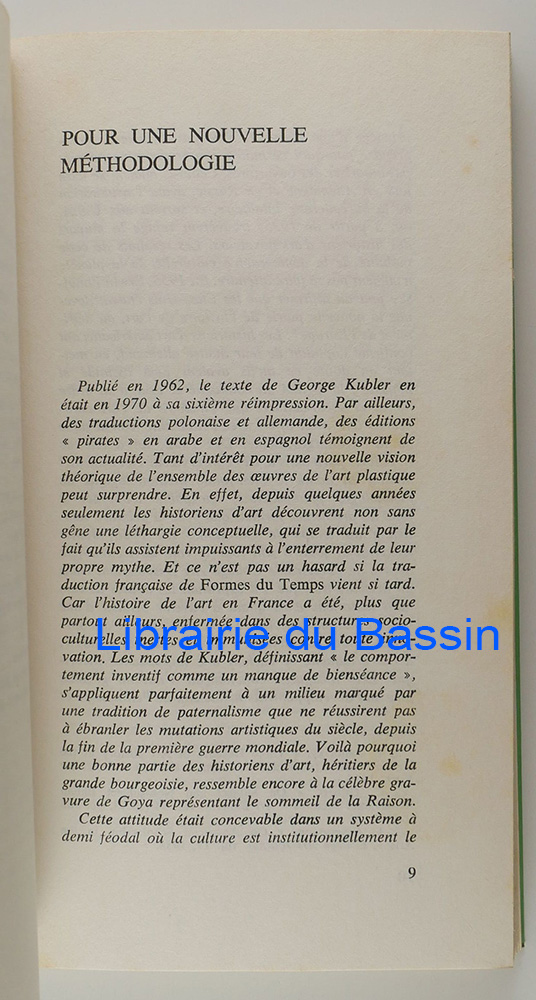 POUR UNE NOUVELLE
MÉTHODOLOGIE
Publié en 1962, le texte de George Kubler en
était en 1970 à sa sixième réimpression. Par ailleurs,
des traductions polonaise et allemande, des éditions
« pirates » en arabe et en espagnol témoignent de
son actualité. Tant d'intérêt pour une nouvelle vision
théorique de l'ensemble des œuvres de l'art plastique
peut surprendre. En effet, depuis quelques années
seulement les historiens d'art découvrent non sans
gêne une léthargie conceptuelle, qui se traduit par le
fait qu'ils assistent impuissants à l'enterrement de leur
propre mythe. Et ce n'est pas un hasard si la tra-
duction française de Formes du Temps vient si tard.
Car l'histoire de l'art en France a été, plus que
partout ailleurs, enfermée dans des structures socio-
culturelles inertes et immunisées contre toute inno-
vation. Les mots de Kubler, définissant « le compor-
tement inventif comme un manque de bienséance »,
s'appliquent parfaitement à un milieu marqué par
une tradition de paternalisme que ne réussirent pas
à ébranler les mutations artistiques du siècle, depuis
la fin de la première guerre mondiale. Voilà pourquoi
une bonne partie des historiens d'art, héritiers de la
grande bourgeoisie, ressemble encore à la célèbre gra-
vure de Goya représentant le sommeil de la Raison.
Cette attitude était concevable dans un système à
demi féodal où la culture est institutionnellement le
9
Librairie du Bassin